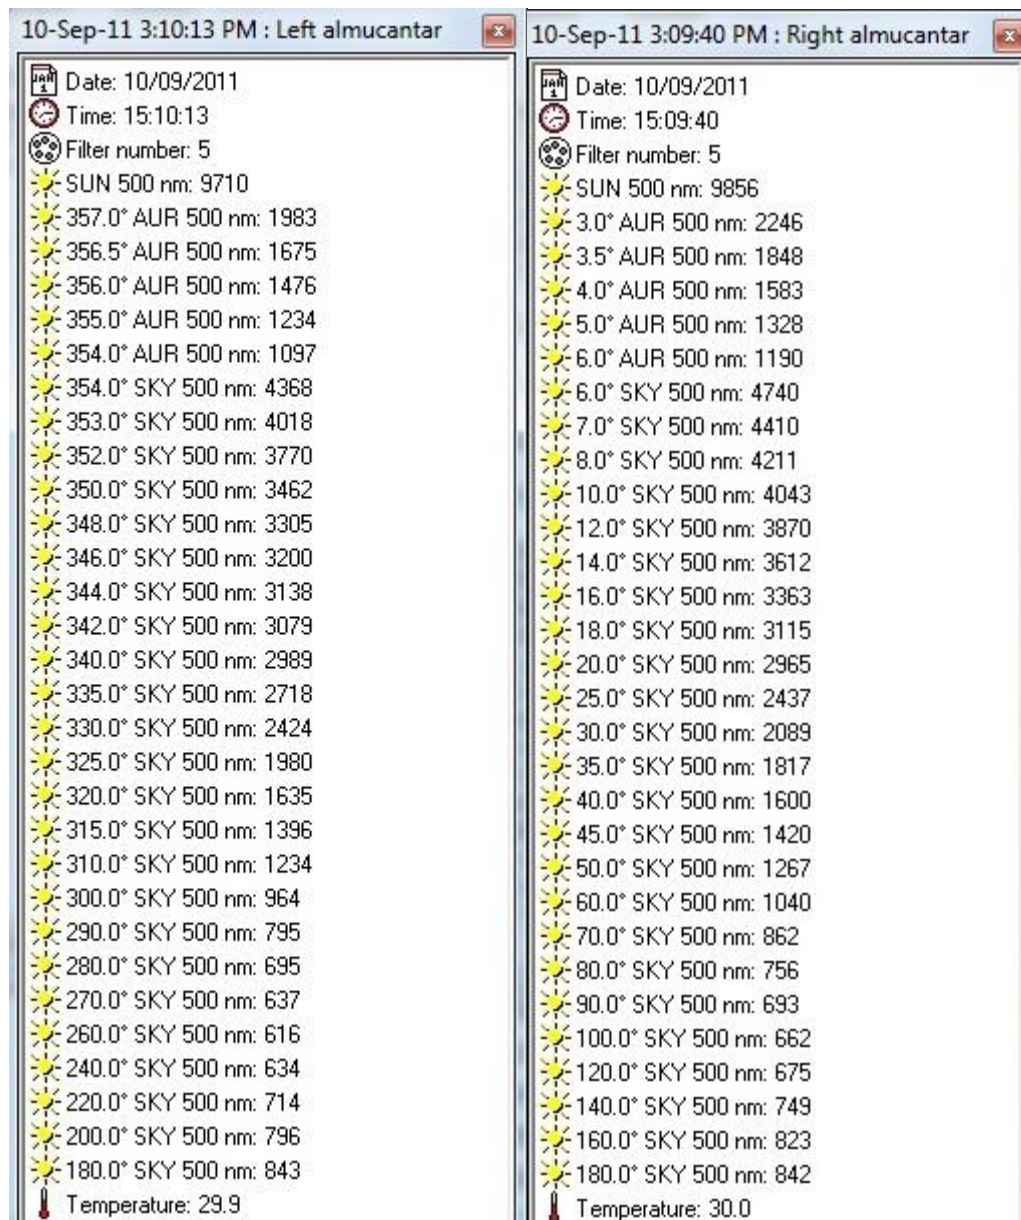 10-Sep-11 3:10:13 PM : Left almucantar
Date: 10/09/2011
Time: 15:10:13
Filter number: 5
SUN 500 nm: 9710
357.0° AUR 500 nm: 1983
356.5° AUR 500 nm: 1675
356.0° AUR 500 nm: 1476
355.0° AUR 500 nm: 1234
354.0° AUR 500 nm: 1097
354.0° SKY 500 nm: 4368
353.0° SKY 500 nm: 4018
352.0° SKY 500 nm: 3770
350.0° SKY 500 nm: 3462
348.0° SKY 500 nm: 3305
346.0° SKY 500 nm: 3200
344.0° SKY 500 nm: 3138
342.0° SKY 500 nm: 3079
340.0° SKY 500 nm: 2989
335.0° SKY 500 nm: 2718
330.0° SKY 500 nm: 2424
325.0° SKY 500 nm: 1980
320.0° SKY 500 nm: 1635
315.0° SKY 500 nm: 1396
310.0° SKY 500 nm: 1234
300.0° SKY 500 nm: 964
290.0° SKY 500 nm: 795
280.0° SKY 500 nm: 695
270.0° SKY 500 nm: 637
260.0° SKY 500 nm: 616
240.0° SKY 500 nm: 634
220.0° SKY 500 nm: 714
200.0° SKY 500 nm: 796
180.0° SKY 500 nm: 843
Temperature: 29.9
10-Sep-11 3:09:40 PM : Right almucantar
JAN
1
Date: 10/09/2011
Time: 15:09:40
Filter number: 5
SUN 500 nm: 9856
3.0° AUR 500 nm: 2246
3.5° AUR 500 nm: 1848
4.0° AUR 500 nm: 1583
5.0° AUR 500 nm: 1328
6.0° AUR 500 nm: 1190
6.0° SKY 500 nm: 4740
7.0° SKY 500 nm: 4410
8.0° SKY 500 nm: 4211
10.0° SKY 500 nm: 4043
12.0° SKY 500 nm: 3870
14.0° SKY 500 nm: 3612
16.0° SKY 500 nm: 3363
18.0° SKY 500 nm: 3115
20.0° SKY 500 nm: 2965
25.0° SKY 500 nm: 2437
30.0° SKY 500 nm: 2089
35.0° SKY 500 nm: 1817
40.0° SKY 500 nm: 1600
45.0° SKY 500 nm: 1420
50.0° SKY 500 nm: 1267
60.0° SKY 500 nm: 1040
70.0° SKY 500 nm: 862
80.0° SKY 500 nm: 756
90.0° SKY 500 nm: 693
100.0° SKY 500 nm: 662
120.0° SKY 500 nm: 675
140.0° SKY 500 nm: 749
160.0° SKY 500 nm: 823
180.0° SKY 500 nm: 842
Temperature: 30.0